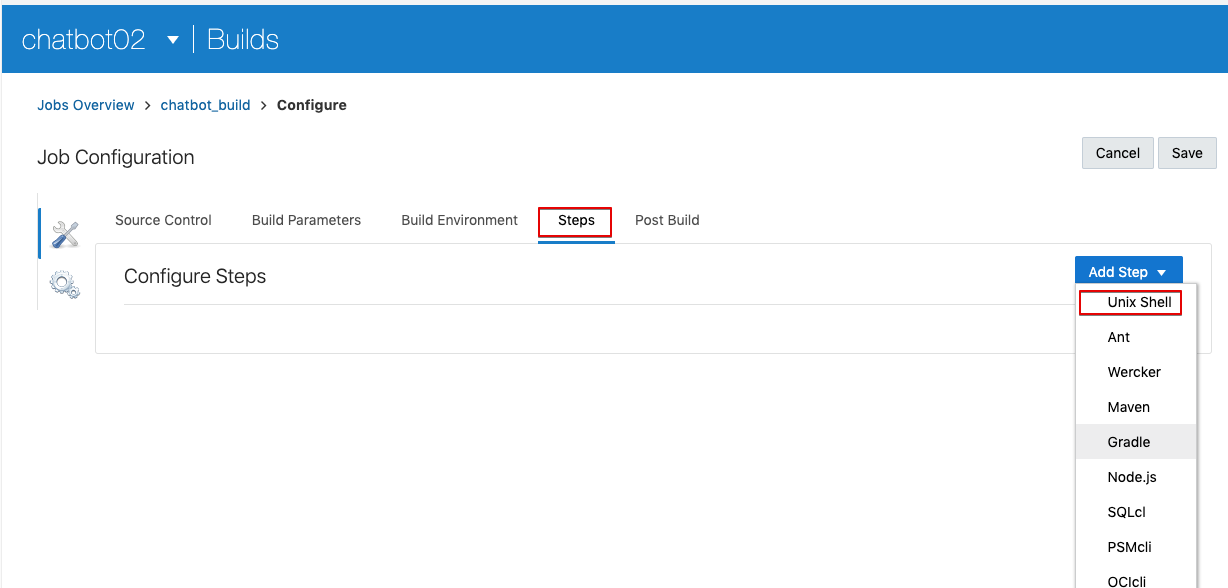 chatbot02 Builds
Jobs Overview > chatbot_build > Configure
Job Configuration
Cancel Save
Source Control Build Parameters Build Environment Steps Post Build
Configure Steps
Add Step
Unix Shell
Ant
Wercker
Maven
Gradle
Node.js
SQLcl
PSMcli
OCIcli